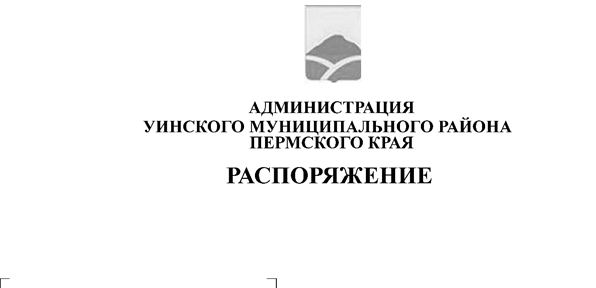 АДМИНИСТРАЦИЯ
УИНСКОГО МУНИЦИПАЛЬНОГО РАЙОНА
ПЕРМСКОГО КРАЯ
РАСПОРЯЖЕНИЕ